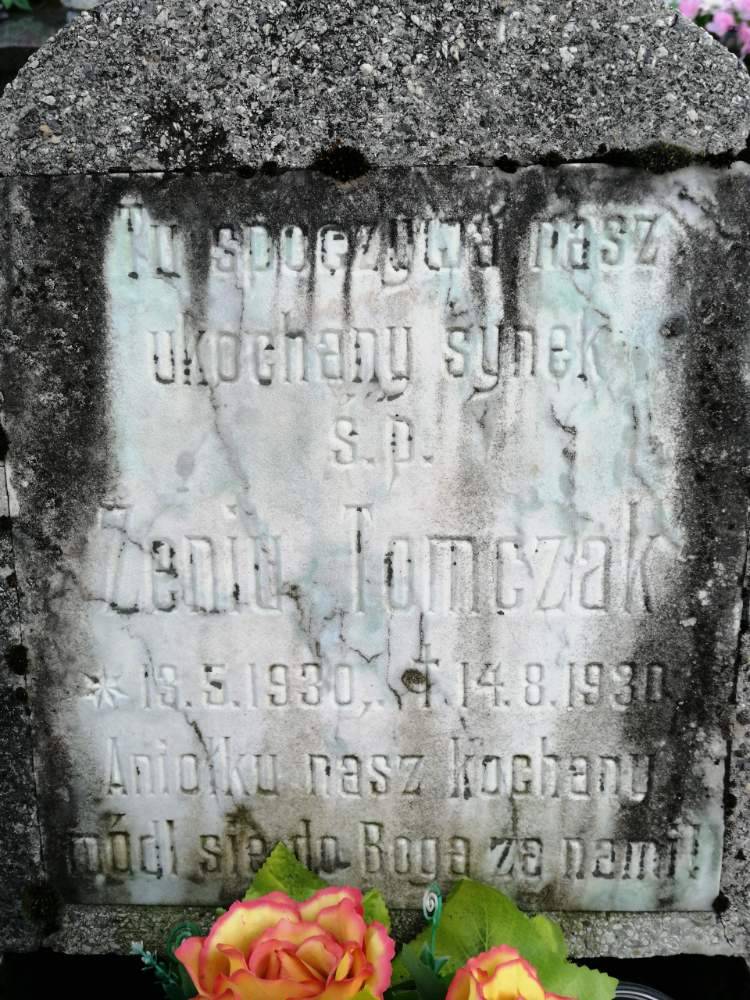 Tu spoczywa nasz
ukochany synek
ś.p.
Zeniu Tomczak
* 13.5.1930, † 14.8.1930
Aniołku nasz kochany
módl się do Boga za nami!